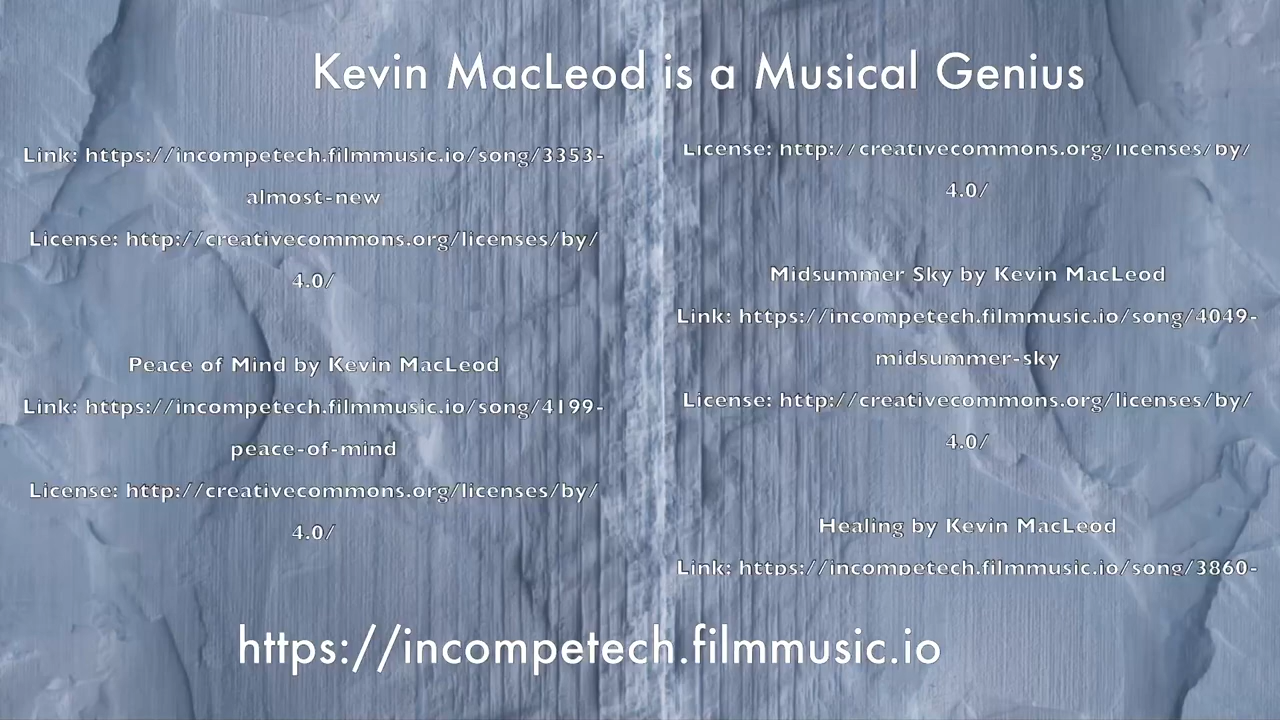 Kevin MacLeod is a Musical Genius
Link: https://incompetech.filmmusic.io/song/3353-
almost-new
License: http://creativecommons.org/licenses/by/
4.0/
Peace of Mind by Kevin MacLeod
Link: https://incompetech.filmmusic.io/song/4199-
peace-of-mind
License: http://creativecommons.org/licenses/by/
4.0/
License: http://creativecommons.org/licenses/by/
4.0/
Midsummer Sky by Kevin MacLeod
Link: https://incompetech.filmmusic.io/song/4049-
midsummer-sky
License: http://creativecommons.org/licenses/by/
4.0/
Healing by Kevin MacLeod
Link: https://incompetech.filmmusic.io/song/3860-
https://incompetech.filmmusic.io